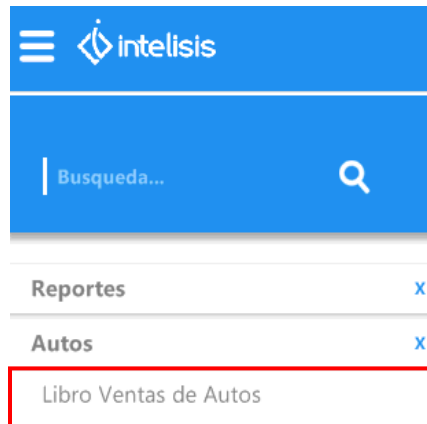 intelisis
Busqueda...
Reportes x
Autos x
Libro Ventas de Autos